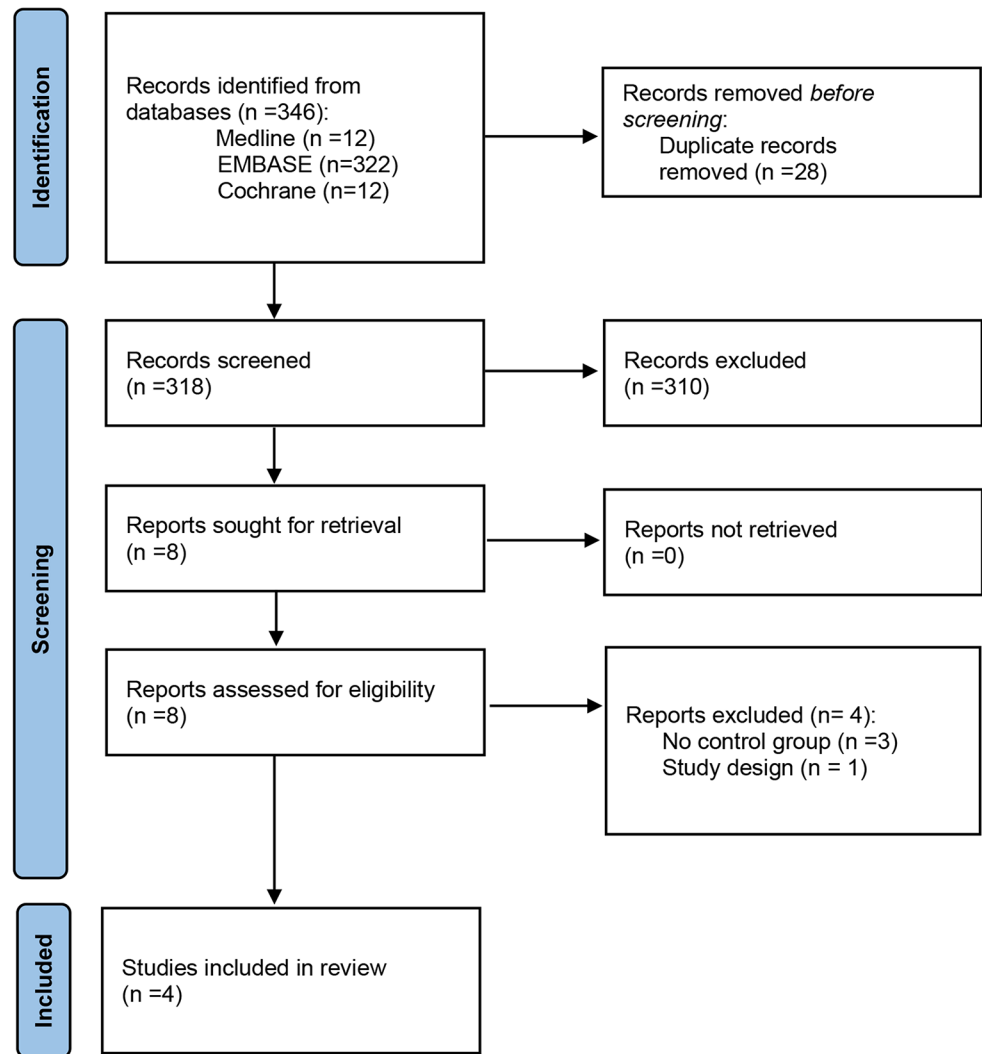 Identification
Records identified from
databases (n =346):
Medline (n =12)
EMBASE (n=322)
Cochrane (n=12)
Records removed before
screening:
Duplicate records
removed (n =28)
Screening
Records screened
(n =318)
Records excluded
(n =310)
Reports sought for retrieval
(n =8)
Reports not retrieved
(n =0)
Reports assessed for eligibility
(n =8)
Reports excluded (n= 4):
No control group (n =3)
Study design (n = 1)
Included
Studies included in review
(n =4)